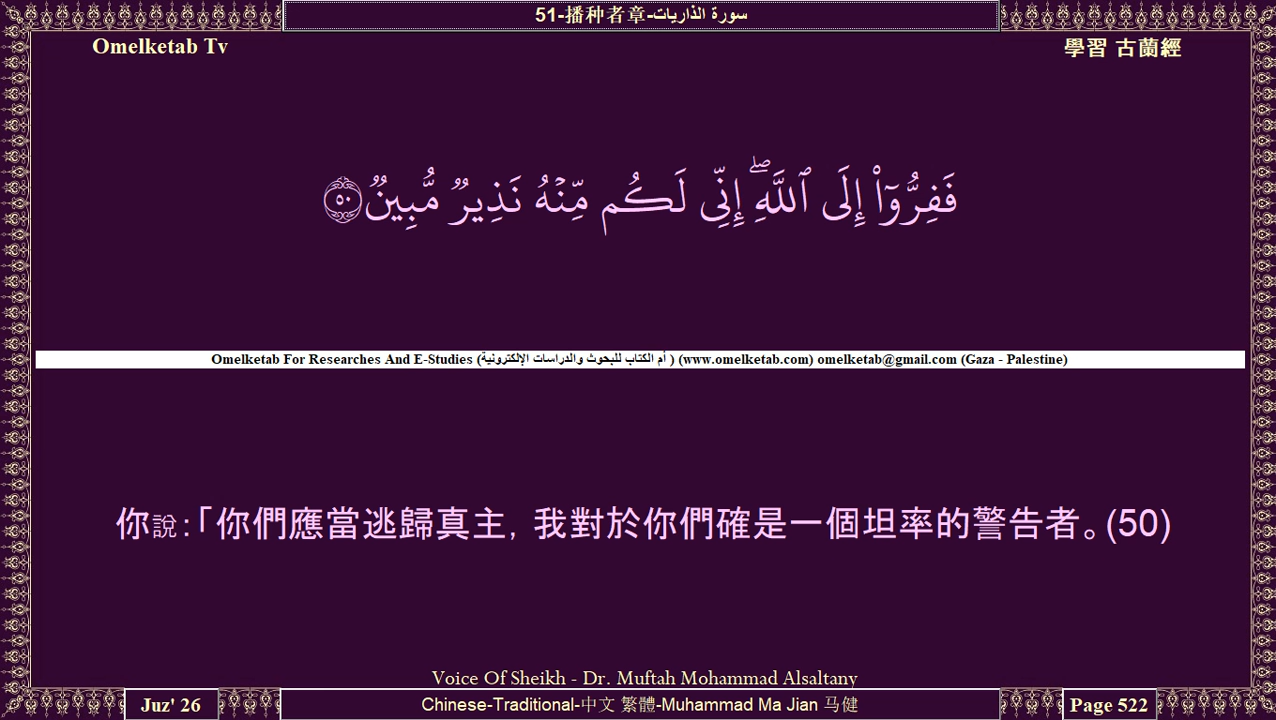 51-播种者章-سورة الذاريات
Omelketab Tv
學習 古蘭經
فَفِرُّوٓا۟ إِلَى ٱللَّهِ ۖ إِنِّى لَكُم مِّنْهُ نَذِيرٌۭ مُّبِينٌۭ ٥٠
Omelketab For Researches And E-Studies (أم الكتاب للبحوث والدراسات الإلكترونية ) (www.omelketab.com) omelketab@gmail.com (Gaza - Palestine)
你說:「你們應當逃歸真主, 我對於你們確是一個坦率的警告者。(50)
Voice Of Sheikh - Dr. Muftah Mohammad Alsaltany
Juz' 26
Chinese-Traditional-中文 繁體-Muhammad Ma Jian 马健
Page 522